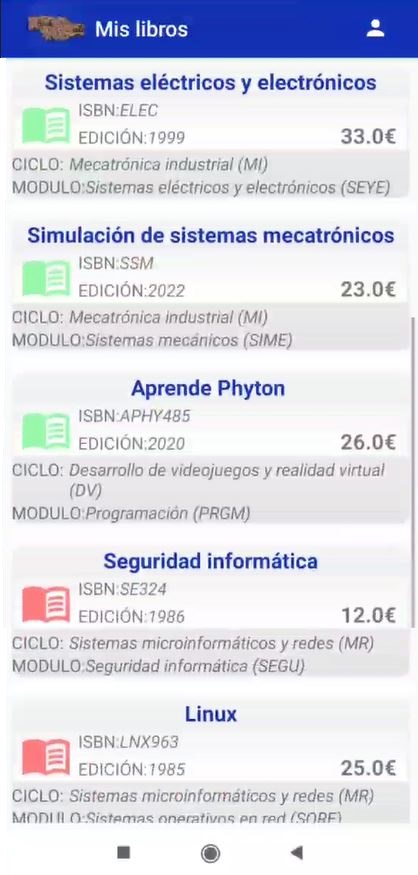 Mis libros
Sistemas eléctricos y electrónicos
ISBN:ELEC
EDICIÓN:1999 33.0€
CICLO: Mecatrónica industrial (MI)
MODULO:Sistemas eléctricos y electrónicos (SEYE)
Simulación de sistemas mecatrónicos
ISBN:SSM
EDICIÓN:2022 23.0€
CICLO: Mecatrónica industrial (MI)
MODULO:Sistemas mecánicos (SIME)
Aprende Phyton
ISBN:APHY485
EDICIÓN:2020 26.0€
CICLO: Desarrollo de videojuegos y realidad virtual
(DV)
MODULO:Programación (PRGM)
Seguridad informática
ISBN:SE324
EDICIÓN:1986 12.0€
CICLO: Sistemas microinformáticos y redes (MR)
MODULO:Seguridad informática (SEGU)
Linux
ISBN:LNX963
EDICIÓN:1985 25.0€
CICLO: Sistemas microinformáticos y redes (MR)
MODULO:Sistemas operativos en red (SORE)